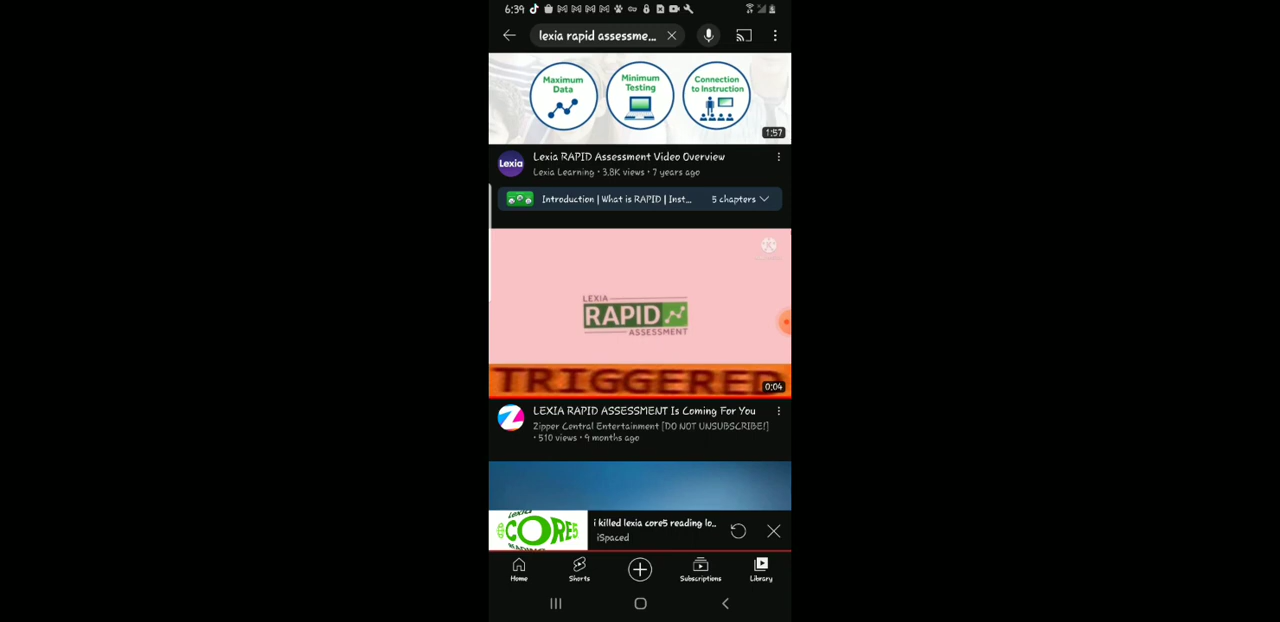 6:39
lexia rapid assessme...
Maximum
Data
Minimum
Testing
Connection
to Instruction
1:57
Lexia
Lexia RAPID Assessment Video Overview
Lexia Learning • 3.8K views • 7 years ago
Introduction | What is RAPID | Inst... 5 chapters
LEXIA
RAPID
ASSESSMENT
TRIGGERED
0:04
LEXIA RAPID ASSESSMENT Is Coming For You
Zipper Central Entertainment [DO NOT UNSUBSCRIBE!]
• 510 views • 9 months ago
lexia
CORE5
i killed lexia core5 reading lo..
iSpaced
Home
Shorts
Subscriptions
Library